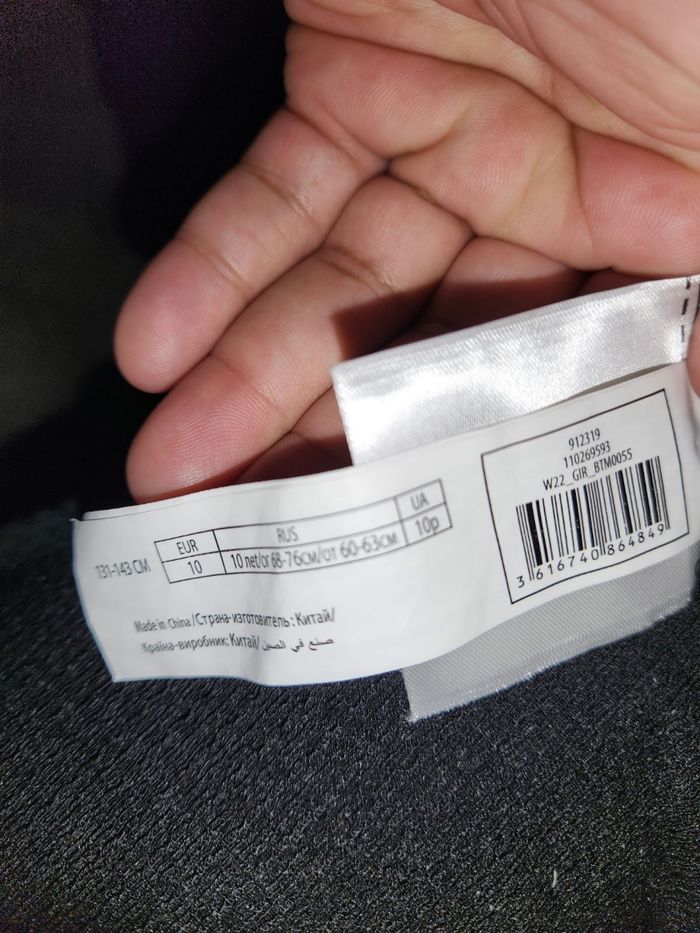 131-143 CM
EUR RUS UA
10 10 лет/от 68-76см/от 60-63см 10р
Made in China /Страна-изготовитель : Китай/
Країна-виробник: Китай/ صنع في الصين
912319
110269593
W22_GIR_BTM0055
3 616740 864849